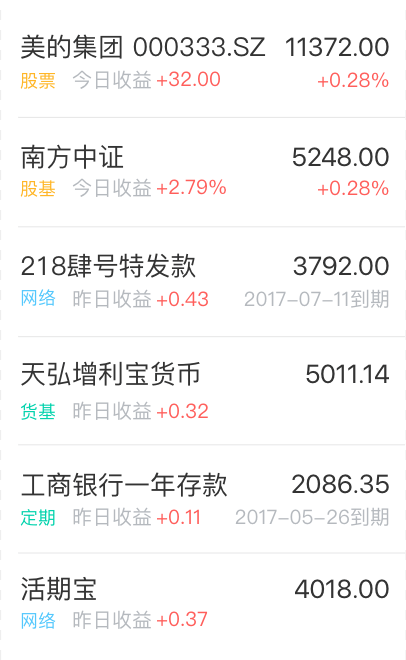 美的集团 000333.SZ 11372.00
股票 今日收益 +32.00 +0.28%
南方中证 5248.00
股基 今日收益 +2.79% +0.28%
218肆号特发款 3792.00
网络 昨日收益 +0.43 2017-07-11到期
天弘增利宝货币 5011.14
货基 昨日收益 +0.32
工商银行一年存款 2086.35
定期 昨日收益 +0.11 2017-05-26到期
活期宝 4018.00
网络 昨日收益 +0.37